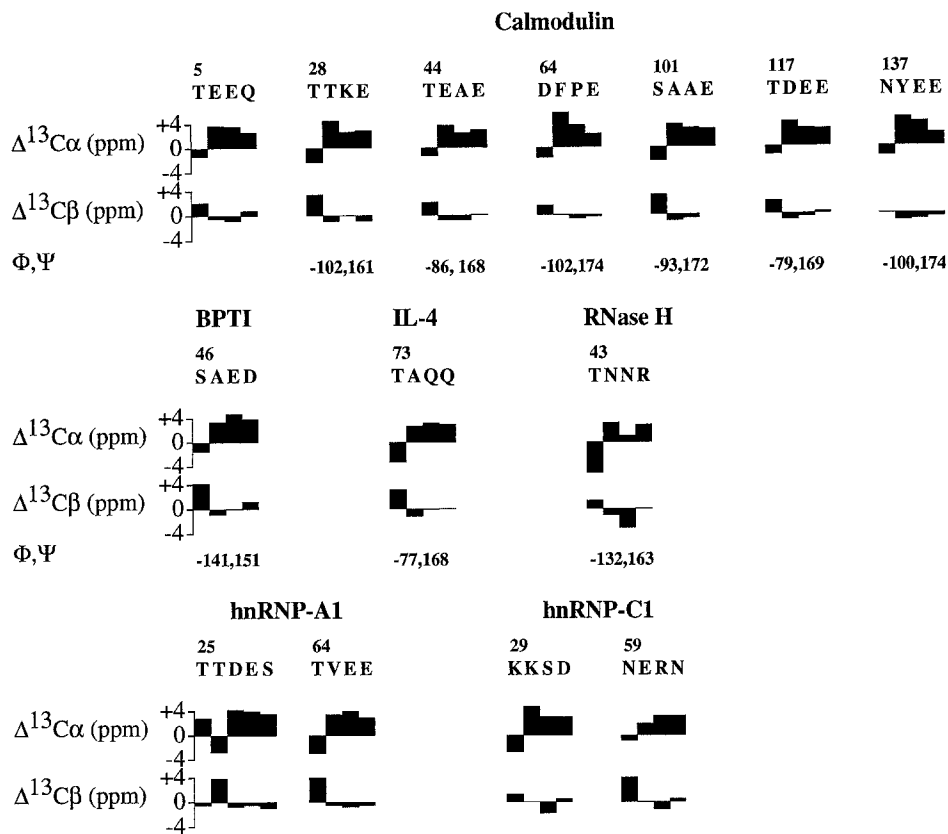 Calmodulin
5 28 44 64 101 117 137
TEEQ TTKE TEAE DFPE SAAE TDEE NYEE
+4
Δ13Cα (ppm) 0
-4
+4
Δ13Cβ (ppm) 0
-4
Φ,Ψ -102,161 -86, 168 -102,174 -93,172 -79,169 -100,174
BPTI IL-4 RNase H
46 73 43
SAED TAQQ TNNR
+4
Δ13Cα (ppm) 0
-4
+4
Δ13Cβ (ppm) 0
-4
Φ,Ψ -141,151 -77,168 -132,163
hnRNP-A1 hnRNP-C1
25 64 29 59
TTDES TVEE KKSD NERN
+4
Δ13Cα (ppm) 0
-4
+4
Δ13Cβ (ppm) 0
-4